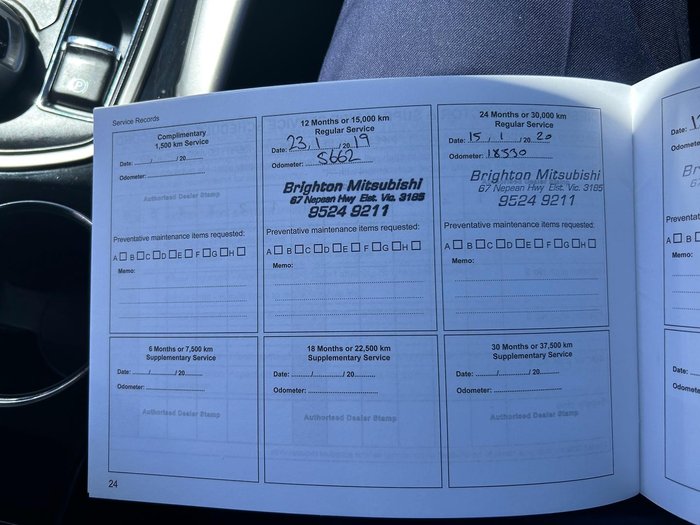 Service Records
Complimentary
1,500 km Service
Date: ....../....../ 20......
Odometer: ..............................
Authorised Dealer Stamp
Preventative maintenance items requested:
A☐ B☐ C☐ D☐ E☐ F☐ G☐ H☐
Memo:
12 Months or 15,000 km
Regular Service
Date: 23 / 1 / 20 19
Odometer: 5662
Brighton Mitsubishi
67 Nepean Hwy Elst. Vic. 3185
9524 9211
Preventative maintenance items requested:
A☐ B☐ C☐ D☐ E☐ F☐ G☐ H☐
Memo:
24 Months or 30,000 km
Regular Service
Date: 15 / 1 / 20 20
Odometer: 18530
Brighton Mitsubishi
67 Nepean Hwy Elst. Vic. 3185
9524 9211
Preventative maintenance items requested:
A☐ B☐ C☐ D☐ E☐ F☐ G☐ H☐
Memo:
6 Months or 7,500 km
Supplementary Service
Date: ....../....../ 20......
Odometer: ..............................
Authorised Dealer Stamp
18 Months or 22,500 km
Supplementary Service
Date: ....../....../ 20......
Odometer: ..............................
Authorised Dealer Stamp
30 Months or 37,500 km
Supplementary Service
Date: ....../....../ 20......
Odometer: ..............................
Authorised Dealer Stamp
24